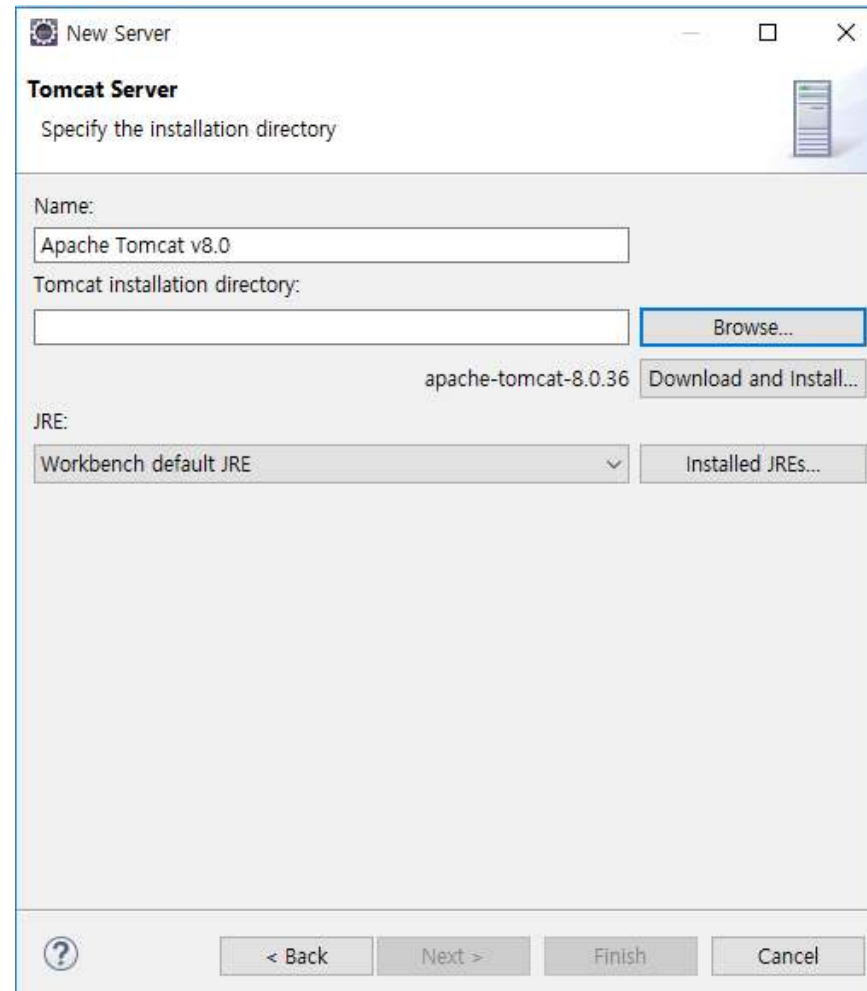 New Server
Tomcat Server
Specify the installation directory
Name:
Apache Tomcat v8.0
Tomcat installation directory:
Browse...
apache-tomcat-8.0.36 Download and Install...
JRE:
Workbench default JRE Installed JREs...
? < Back Next > Finish Cancel